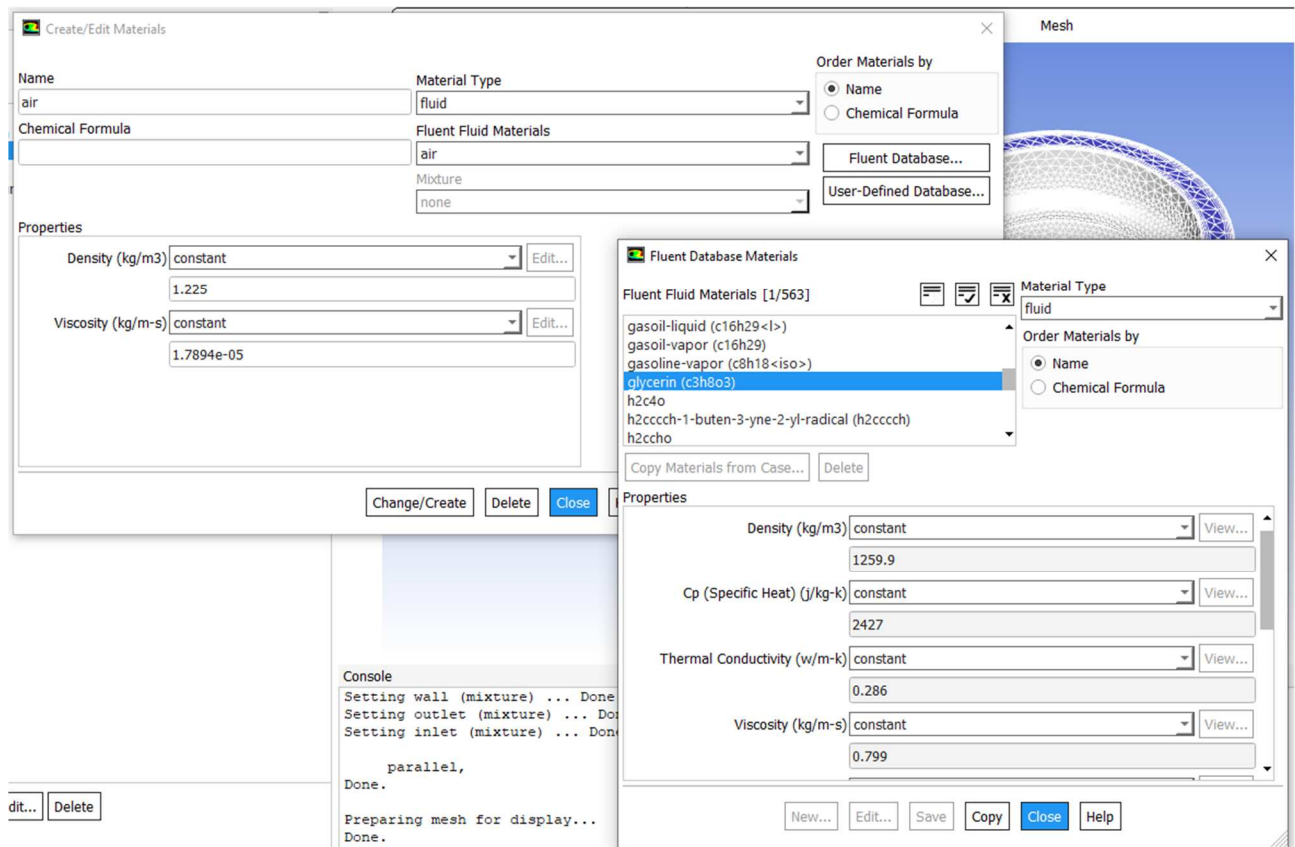 Create/Edit Materials
Mesh
Name
air
Chemical Formula
Material Type
fluid
Fluent Fluid Materials
air
Mixture
none
Order Materials by
Name
Chemical Formula
Fluent Database...
User-Defined Database...
Properties
Density (kg/m3) constant Edit...
1.225
Viscosity (kg/m-s) constant Edit...
1.7894e-05
Change/Create Delete Close
Fluent Database Materials
Fluent Fluid Materials [1/563]
gasoil-liquid (c16h29<l>)
gasoil-vapor (c16h29)
gasoline-vapor (c8h18<iso>)
glycerin (c3h8o3)
h2c4o
h2cccch-1-buten-3-yne-2-yl-radical (h2cccch)
h2ccho
Material Type
fluid
Order Materials by
Name
Chemical Formula
Copy Materials from Case... Delete
Properties
Density (kg/m3) constant View...
1259.9
Cp (Specific Heat) (j/kg-k) constant View...
2427
Thermal Conductivity (w/m-k) constant View...
0.286
Viscosity (kg/m-s) constant View...
0.799
New... Edit... Save Copy Close Help
Console
Setting wall (mixture) ... Done
Setting outlet (mixture) ... Do
Setting inlet (mixture) ... Done
parallel,
Done.
Preparing mesh for display...
Done.
dit... Delete